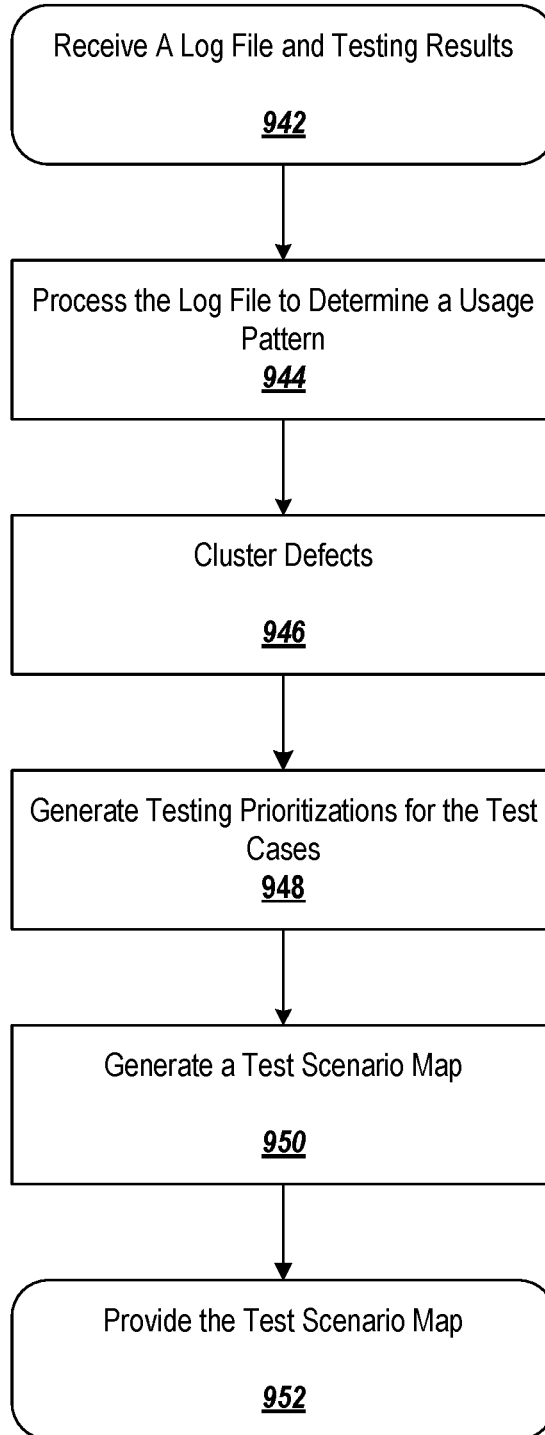 Receive A Log File and Testing Results
942
Process the Log File to Determine a Usage
Pattern
944
Cluster Defects
946
Generate Testing Prioritizations for the Test
Cases
948
Generate a Test Scenario Map
950
Provide the Test Scenario Map
952